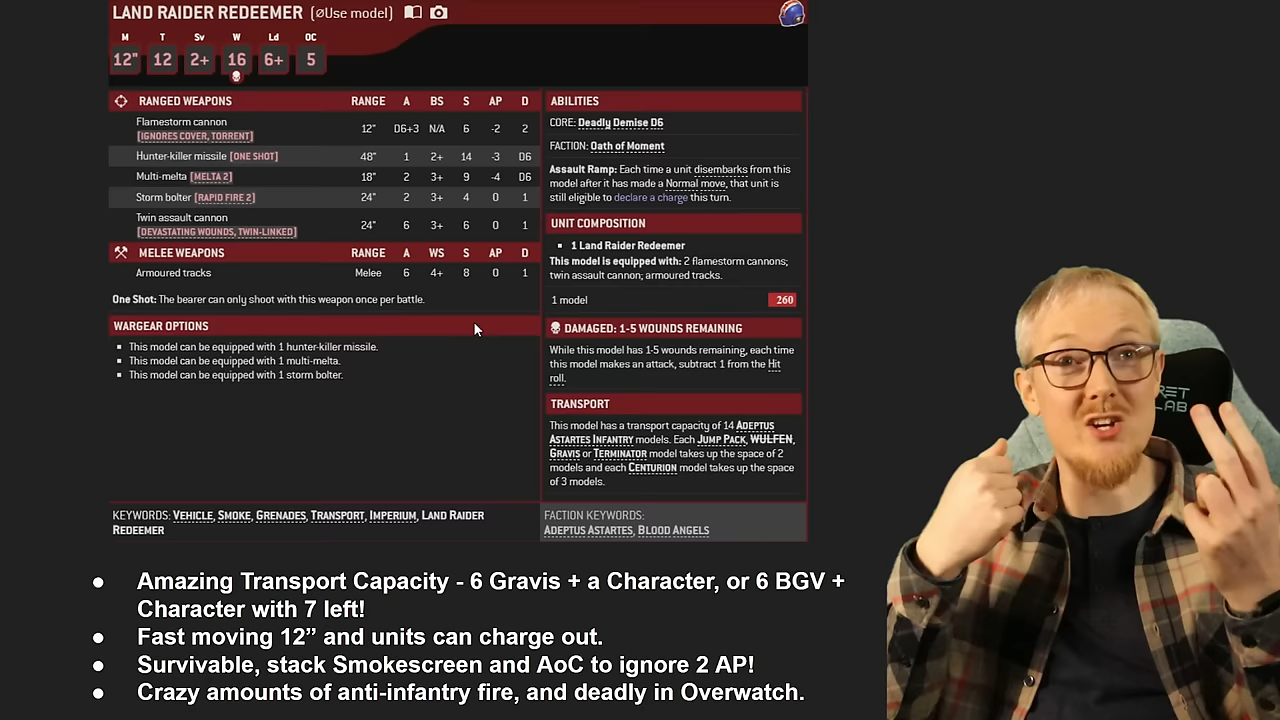 LAND RAIDER REDEEMER (⌀Use model)
M T Sv W Ld OC
12" 12 2+ 16 6+ 5
RANGED WEAPONS RANGE A BS S AP D
Flamestorm cannon
[IGNORES COVER, TORRENT] 12" D6+3 N/A 6 -2 2
Hunter-killer missile [ONE SHOT] 48" 1 2+ 14 -3 D6
Multi-melta [MELTA 2] 18" 2 3+ 9 -4 D6
Storm bolter [RAPID FIRE 2] 24" 2 3+ 4 0 1
Twin assault cannon
[DEVASTATING WOUNDS, TWIN-LINKED] 24" 6 3+ 6 0 1
MELEE WEAPONS RANGE A WS S AP D
Armoured tracks Melee 6 4+ 8 0 1
One Shot: The bearer can only shoot with this weapon once per battle.
WARGEAR OPTIONS
This model can be equipped with 1 hunter-killer missile.
This model can be equipped with 1 multi-melta.
This model can be equipped with 1 storm bolter.
ABILITIES
CORE: Deadly Demise D6
FACTION: Oath of Moment
Assault Ramp: Each time a unit disembarks from this
model after it has made a Normal move, that unit is
still eligible to declare a charge this turn.
UNIT COMPOSITION
1 Land Raider Redeemer
This model is equipped with: 2 flamestorm cannons;
twin assault cannon; armoured tracks.
1 model 260
DAMAGED: 1-5 WOUNDS REMAINING
While this model has 1-5 wounds remaining, each time
this model makes an attack, subtract 1 from the Hit
roll.
TRANSPORT
This model has a transport capacity of 14 ADEPTUS
ASTARTES INFANTRY models. Each JUMP PACK, WULFEN,
GRAVIS or TERMINATOR model takes up the space of 2
models and each CENTURION model takes up the space
of 3 models.
KEYWORDS: VEHICLE, SMOKE, GRENADES, TRANSPORT, IMPERIUM, LAND RAIDER
REDEEMER
FACTION KEYWORDS:
ADEPTUS ASTARTES, BLOOD ANGELS
● Amazing Transport Capacity - 6 Gravis + a Character, or 6 BGV +
Character with 7 left!
● Fast moving 12” and units can charge out.
● Survivable, stack Smokescreen and AoC to ignore 2 AP!
● Crazy amounts of anti-infantry fire, and deadly in Overwatch.